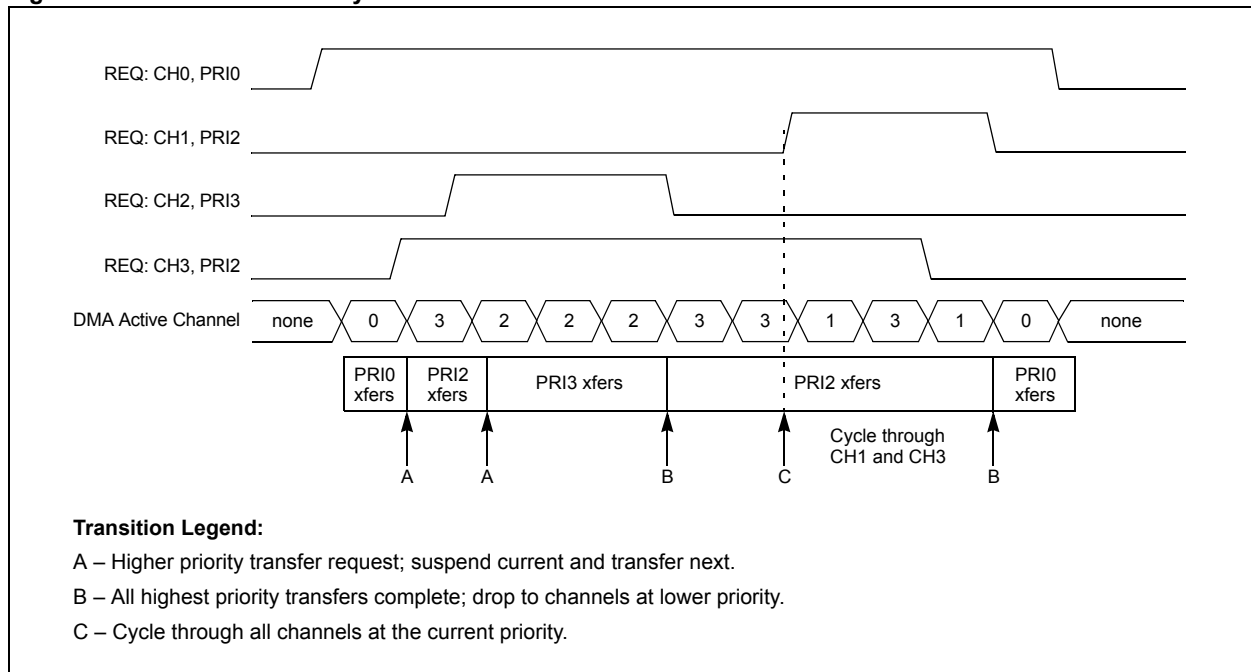 REQ: CH0, PRI0
REQ: CH1, PRI2
REQ: CH2, PRI3
REQ: CH3, PRI2
DMA Active Channel none 0 3 2 2 2 3 3 1 3 1 0 none
PRI0 xfers
PRI2 xfers
PRI3 xfers
PRI2 xfers
PRI0 xfers
Cycle through
CH1 and CH3
A A B C B
Transition Legend:
A – Higher priority transfer request; suspend current and transfer next.
B – All highest priority transfers complete; drop to channels at lower priority.
C – Cycle through all channels at the current priority.